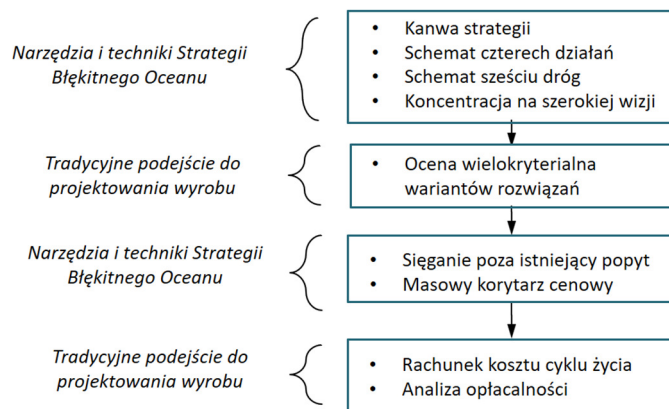 Narzędzia i techniki Strategii
Błękitnego Oceanu
• Kanwa strategii
• Schemat czterech działań
• Schemat sześciu dróg
• Koncentracja na szerokiej wizji
Tradycyjne podejście do
projektowania wyrobu
• Ocena wielokryterialna
wariantów rozwiązań
Narzędzia i techniki Strategii
Błękitnego Oceanu
• Sięganie poza istniejący popyt
• Masowy korytarz cenowy
Tradycyjne podejście do
projektowania wyrobu
• Rachunek kosztu cyklu życia
• Analiza opłacalności